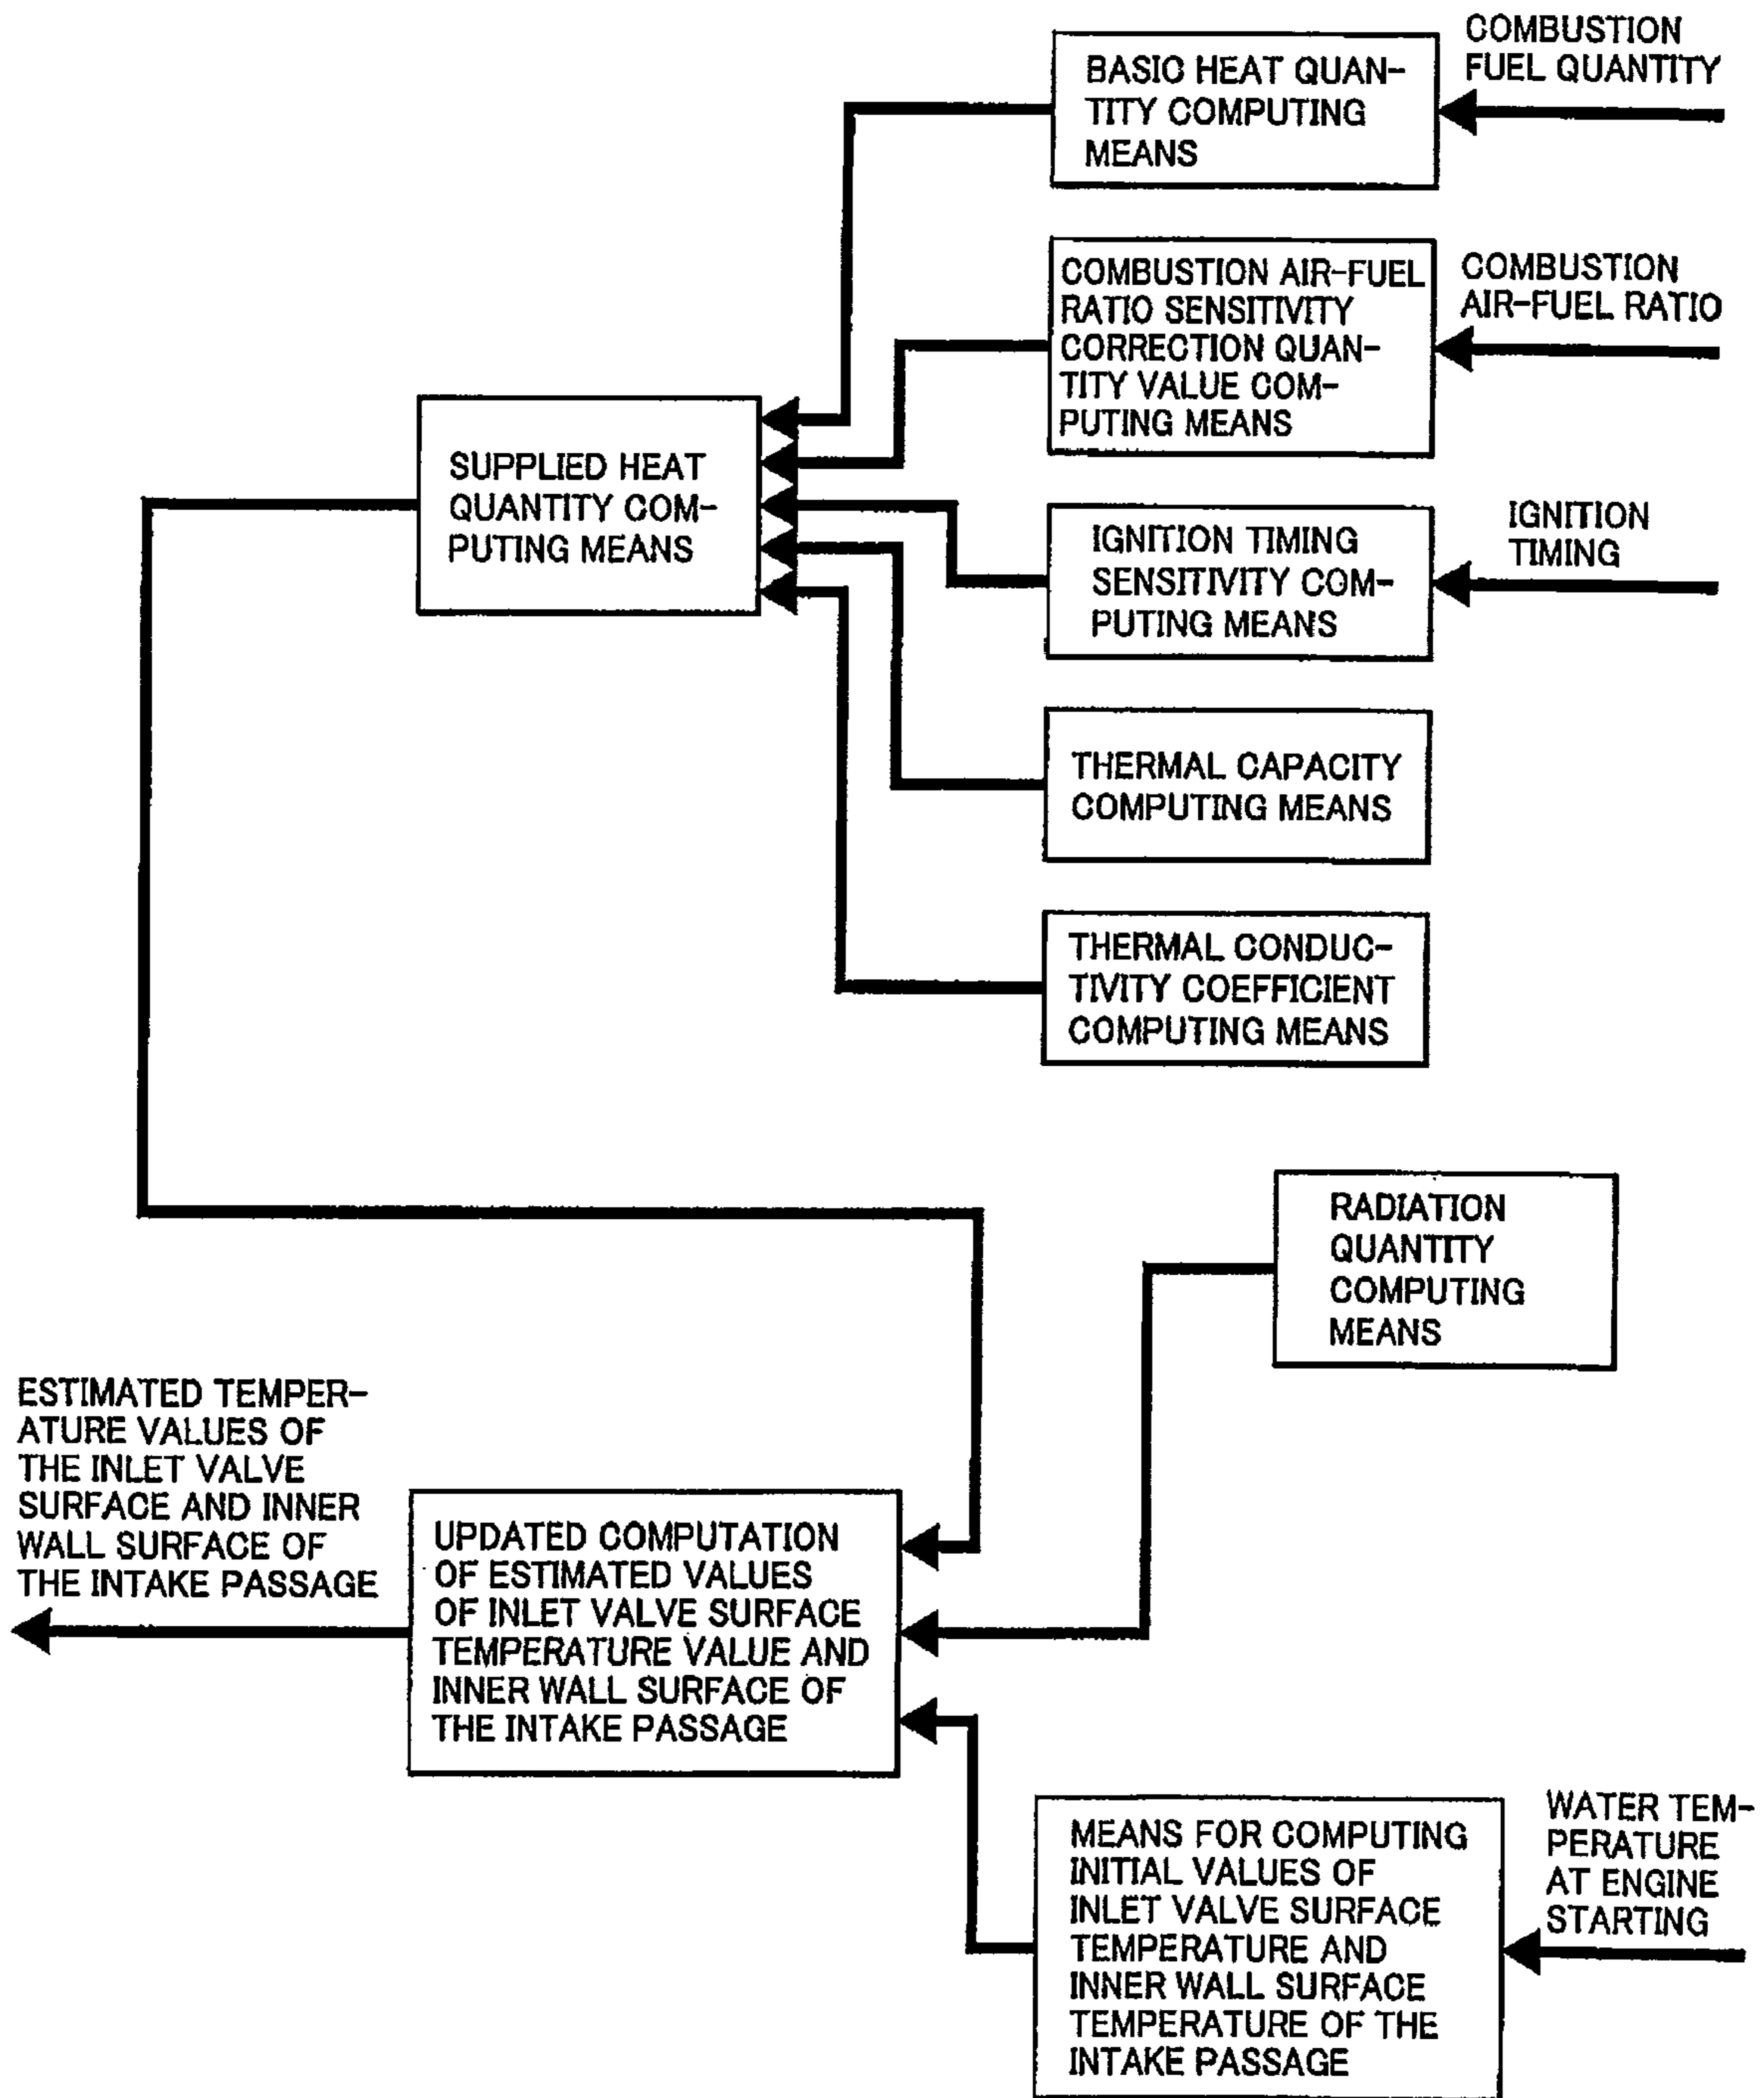 COMBUSTION
FUEL QUANTITY
BASIC HEAT QUAN-
TITY COMPUTING
MEANS
COMBUSTION
AIR-FUEL RATIO
COMBUSTION AIR-FUEL
RATIO SENSITIVITY
CORRECTION QUAN-
TITY VALUE COM-
PUTING MEANS
SUPPLIED HEAT
QUANTITY COM-
PUTING MEANS
IGNITION
TIMING
IGNITION TIMING
SENSITIVITY COM-
PUTING MEANS
THERMAL CAPACITY
COMPUTING MEANS
THERMAL CONDUC-
TIVITY COEFFICIENT
COMPUTING MEANS
RADIATION
QUANTITY
COMPUTING
MEANS
ESTIMATED TEMPER-
ATURE VALUES OF
THE INLET VALVE
SURFACE AND INNER
WALL SURFACE OF
THE INTAKE PASSAGE
UPDATED COMPUTATION
OF ESTIMATED VALUES
OF INLET VALVE SURFACE
TEMPERATURE VALUE AND
INNER WALL SURFACE OF
THE INTAKE PASSAGE
WATER TEM-
PERATURE
AT ENGINE
STARTING
MEANS FOR COMPUTING
INITIAL VALUES OF
INLET VALVE SURFACE
TEMPERATURE AND
INNER WALL SURFACE
TEMPERATURE OF THE
INTAKE PASSAGE